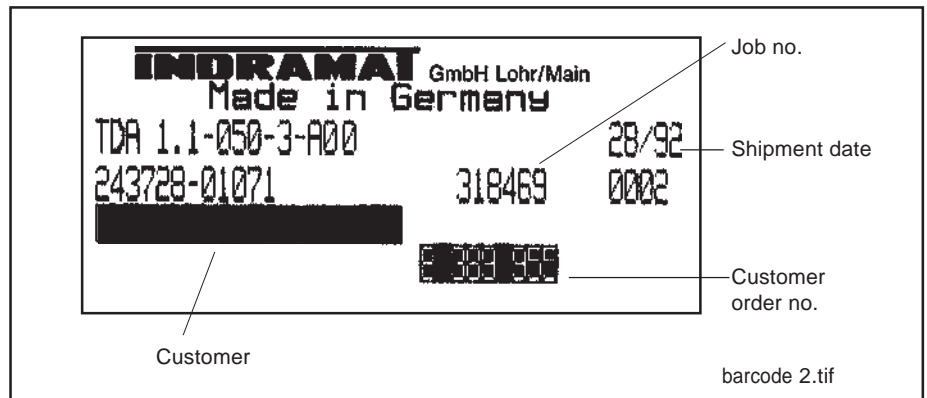 INDRAMAT GmbH Lohr/Main
Made in Germany
TDA 1.1-050-3-A00 28/92
243728-01071 318469 0002
Job no.
Shipment date
Customer
order no.
Customer
barcode 2.tif